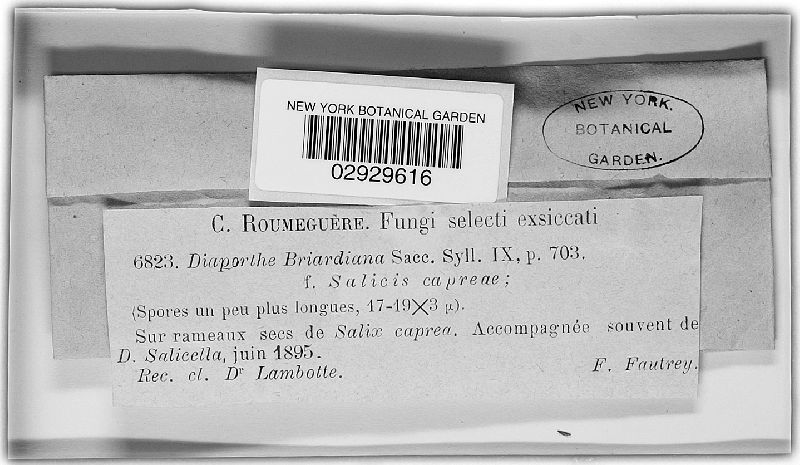 NEW YORK BOTANICAL GARDEN
02929616
NEW YORK.
BOTANICAL
GARDEN.
C. ROUMEGUÈRE. Fungi selecti exsiccati
6823. Diaporthe Briardiana Sacc. Syll. IX, p. 703.
f. Salicis capreae;
(Spores un peu plus longues, 17-19×3 µ).
Sur rameaux secs de Salix caprea. Accompagnée souvent de
D. Salicella, juin 1895.
Rec. cl. Dr Lambotte.
F. Fautrey.